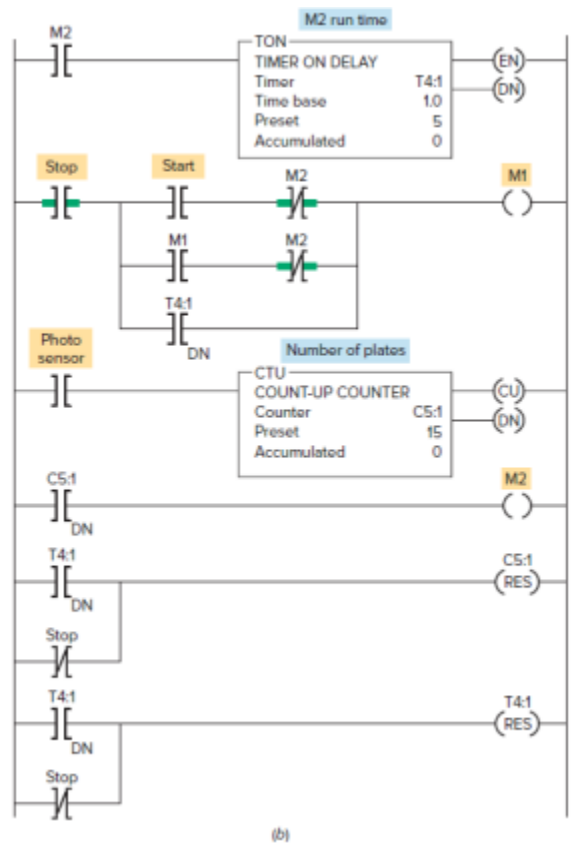 M2 run time
M2
TON
TIMER ON DELAY
Timer T4:1
Time base 1.0
Preset 5
Accumulated 0
EN
DN
Stop
Start
M2
M1
M1
M2
T4:1
DN
Photo
sensor
Number of plates
CTU
COUNT-UP COUNTER
Counter C5:1
Preset 15
Accumulated 0
CU
DN
C5:1
DN
M2
T4:1
DN
C5:1
RES
Stop
T4:1
DN
T4:1
RES
Stop
(b)